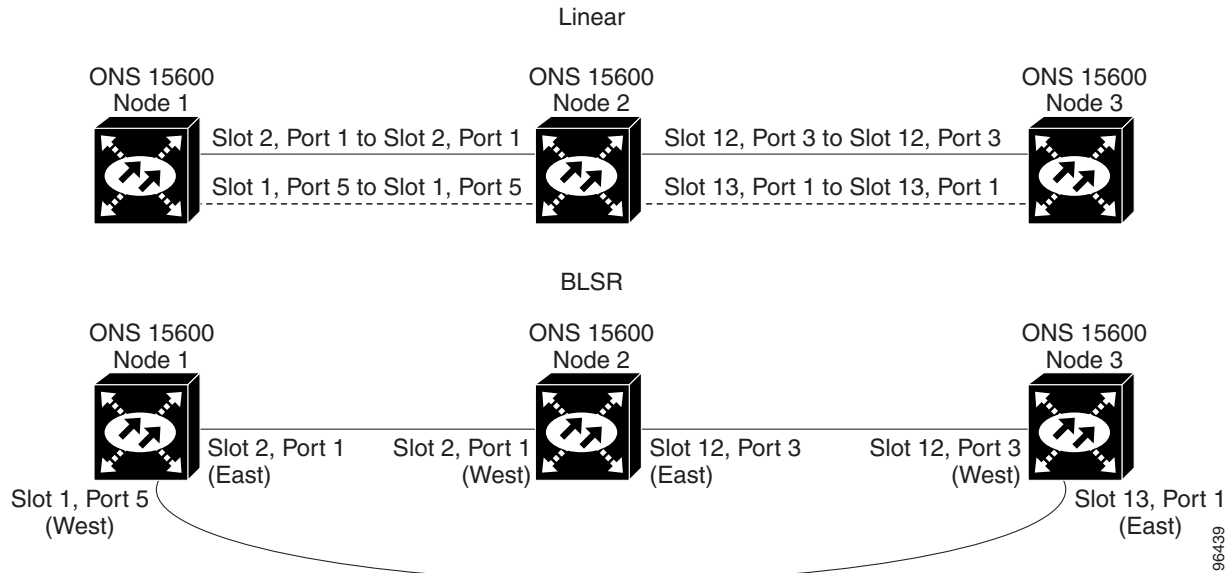 Linear
ONS 15600
Node 1
ONS 15600
Node 2
ONS 15600
Node 3
Slot 2, Port 1 to Slot 2, Port 1
Slot 12, Port 3 to Slot 12, Port 3
Slot 1, Port 5 to Slot 1, Port 5
Slot 13, Port 1 to Slot 13, Port 1
BLSR
ONS 15600
Node 1
ONS 15600
Node 2
ONS 15600
Node 3
Slot 2, Port 1
(East)
Slot 2, Port 1
(West)
Slot 12, Port 3
(East)
Slot 12, Port 3
(West)
Slot 1, Port 5
(West)
Slot 13, Port 1
(East)
96439